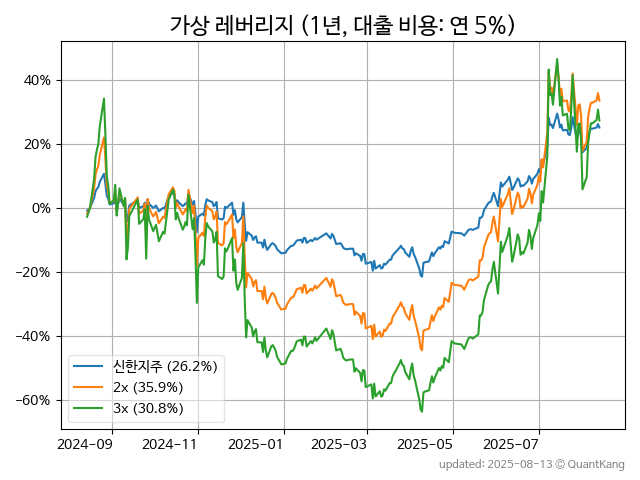 가상 레버리지 (1년, 대출 비용: 연 5%)
40%
20%
0%
−20%
−40%
−60%
신한지주 (26.2%)
2x (35.9%)
3x (30.8%)
2024-09 2024-11 2025-01 2025-03 2025-05 2025-07
updated: 2025-08-13 ⓒ QuantKang